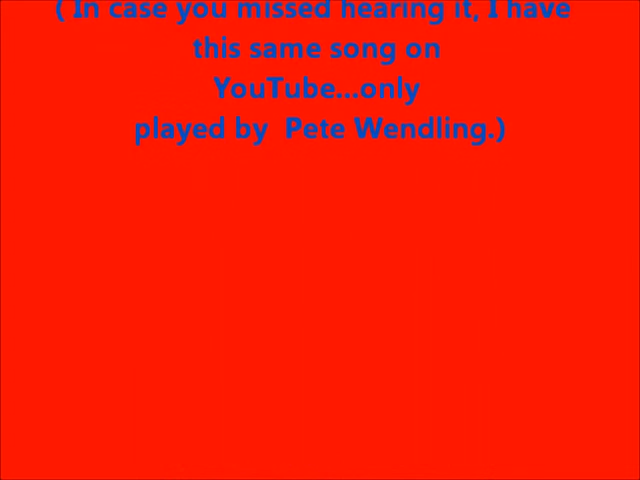 ( In case you missed hearing it, I have
this same song on
YouTube...only
played by  Pete Wendling.)